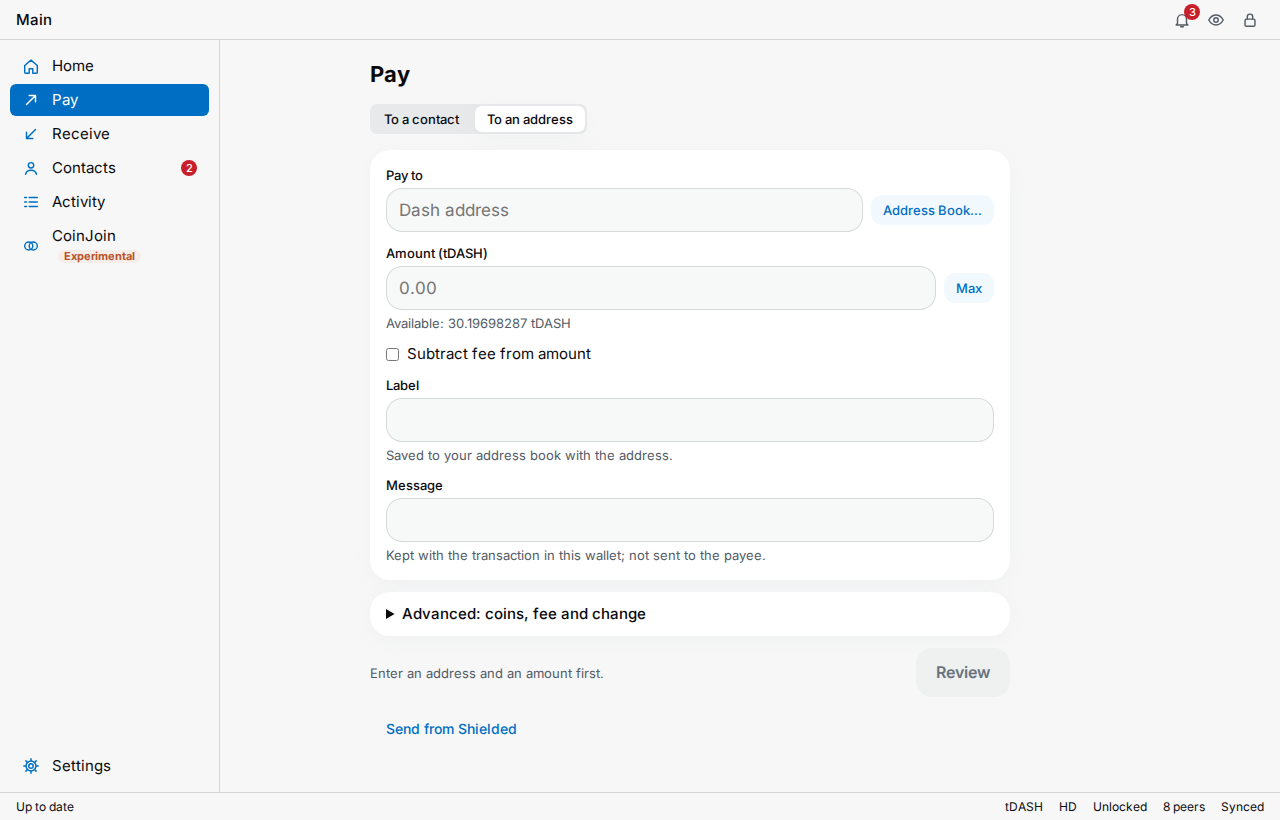 Main
3
Home
Pay
Receive
Contacts
2
Activity
CoinJoin
Experimental
Settings
Pay
To a contact
To an address
Pay to
Dash address
Address Book...
Amount (tDASH)
0.00
Max
Available: 30.19698287 tDASH
Subtract fee from amount
Label
Saved to your address book with the address.
Message
Kept with the transaction in this wallet; not sent to the payee.
Advanced: coins, fee and change
Enter an address and an amount first.
Review
Send from Shielded
Up to date
tDASH
HD
Unlocked
8 peers
Synced